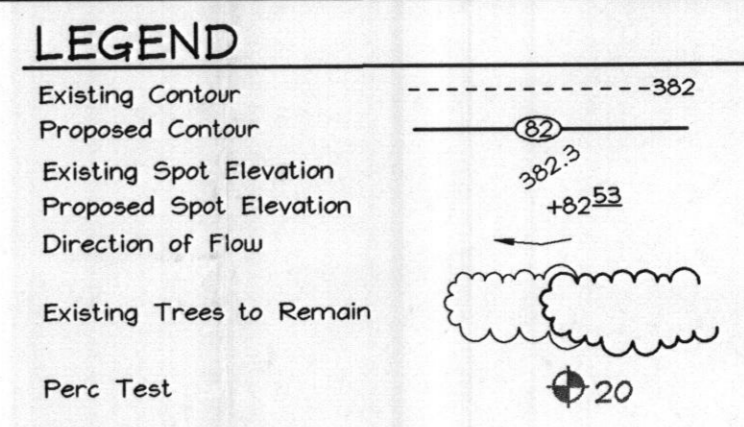 LEGEND
Existing Contour 382
Proposed Contour 82
Existing Spot Elevation 382.3
Proposed Spot Elevation +82 53
Direction of Flow
Existing Trees to Remain
Perc Test 20